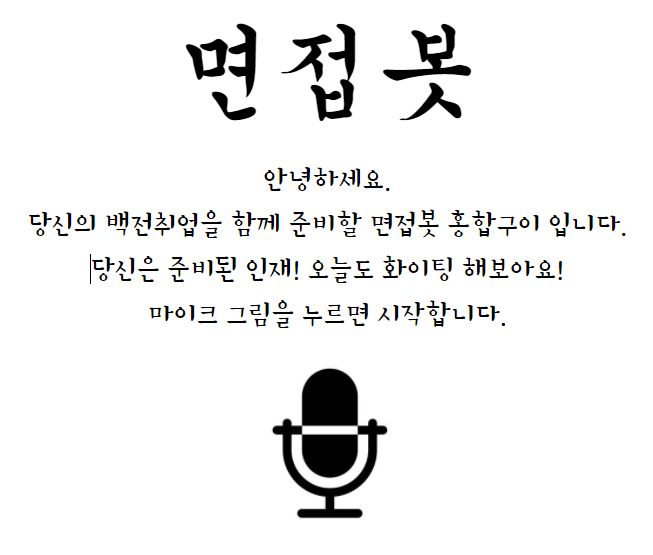 면접봇
안녕하세요.
당신의 백전취업을 함께 준비할 면접봇 홍합구이 입니다.
당신은 준비된 인재! 오늘도 화이팅 해보아요!
마이크 그림을 누르면 시작합니다.